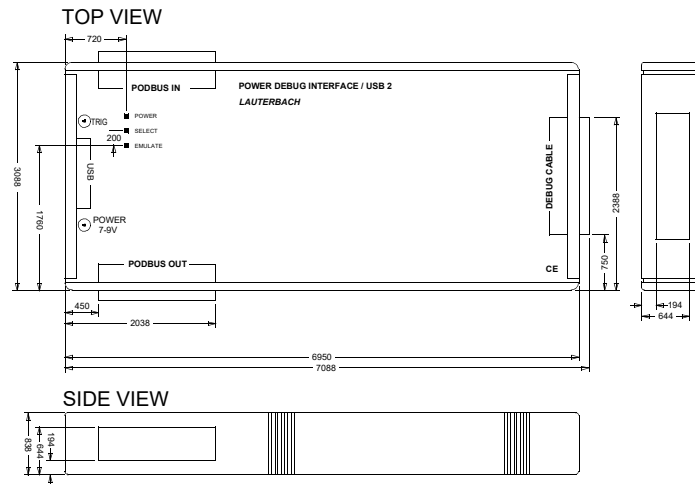 TOP VIEW
720
PODBUS IN
POWER DEBUG INTERFACE / USB 2
LAUTERBACH
TRIG
POWER
SELECT
200
EMULATE
USB
DEBUG CABLE
3088
1760
2388
POWER
7-9V
PODBUS OUT
CE
750
450
194
2038
644
6950
7088
SIDE VIEW
838
644
194